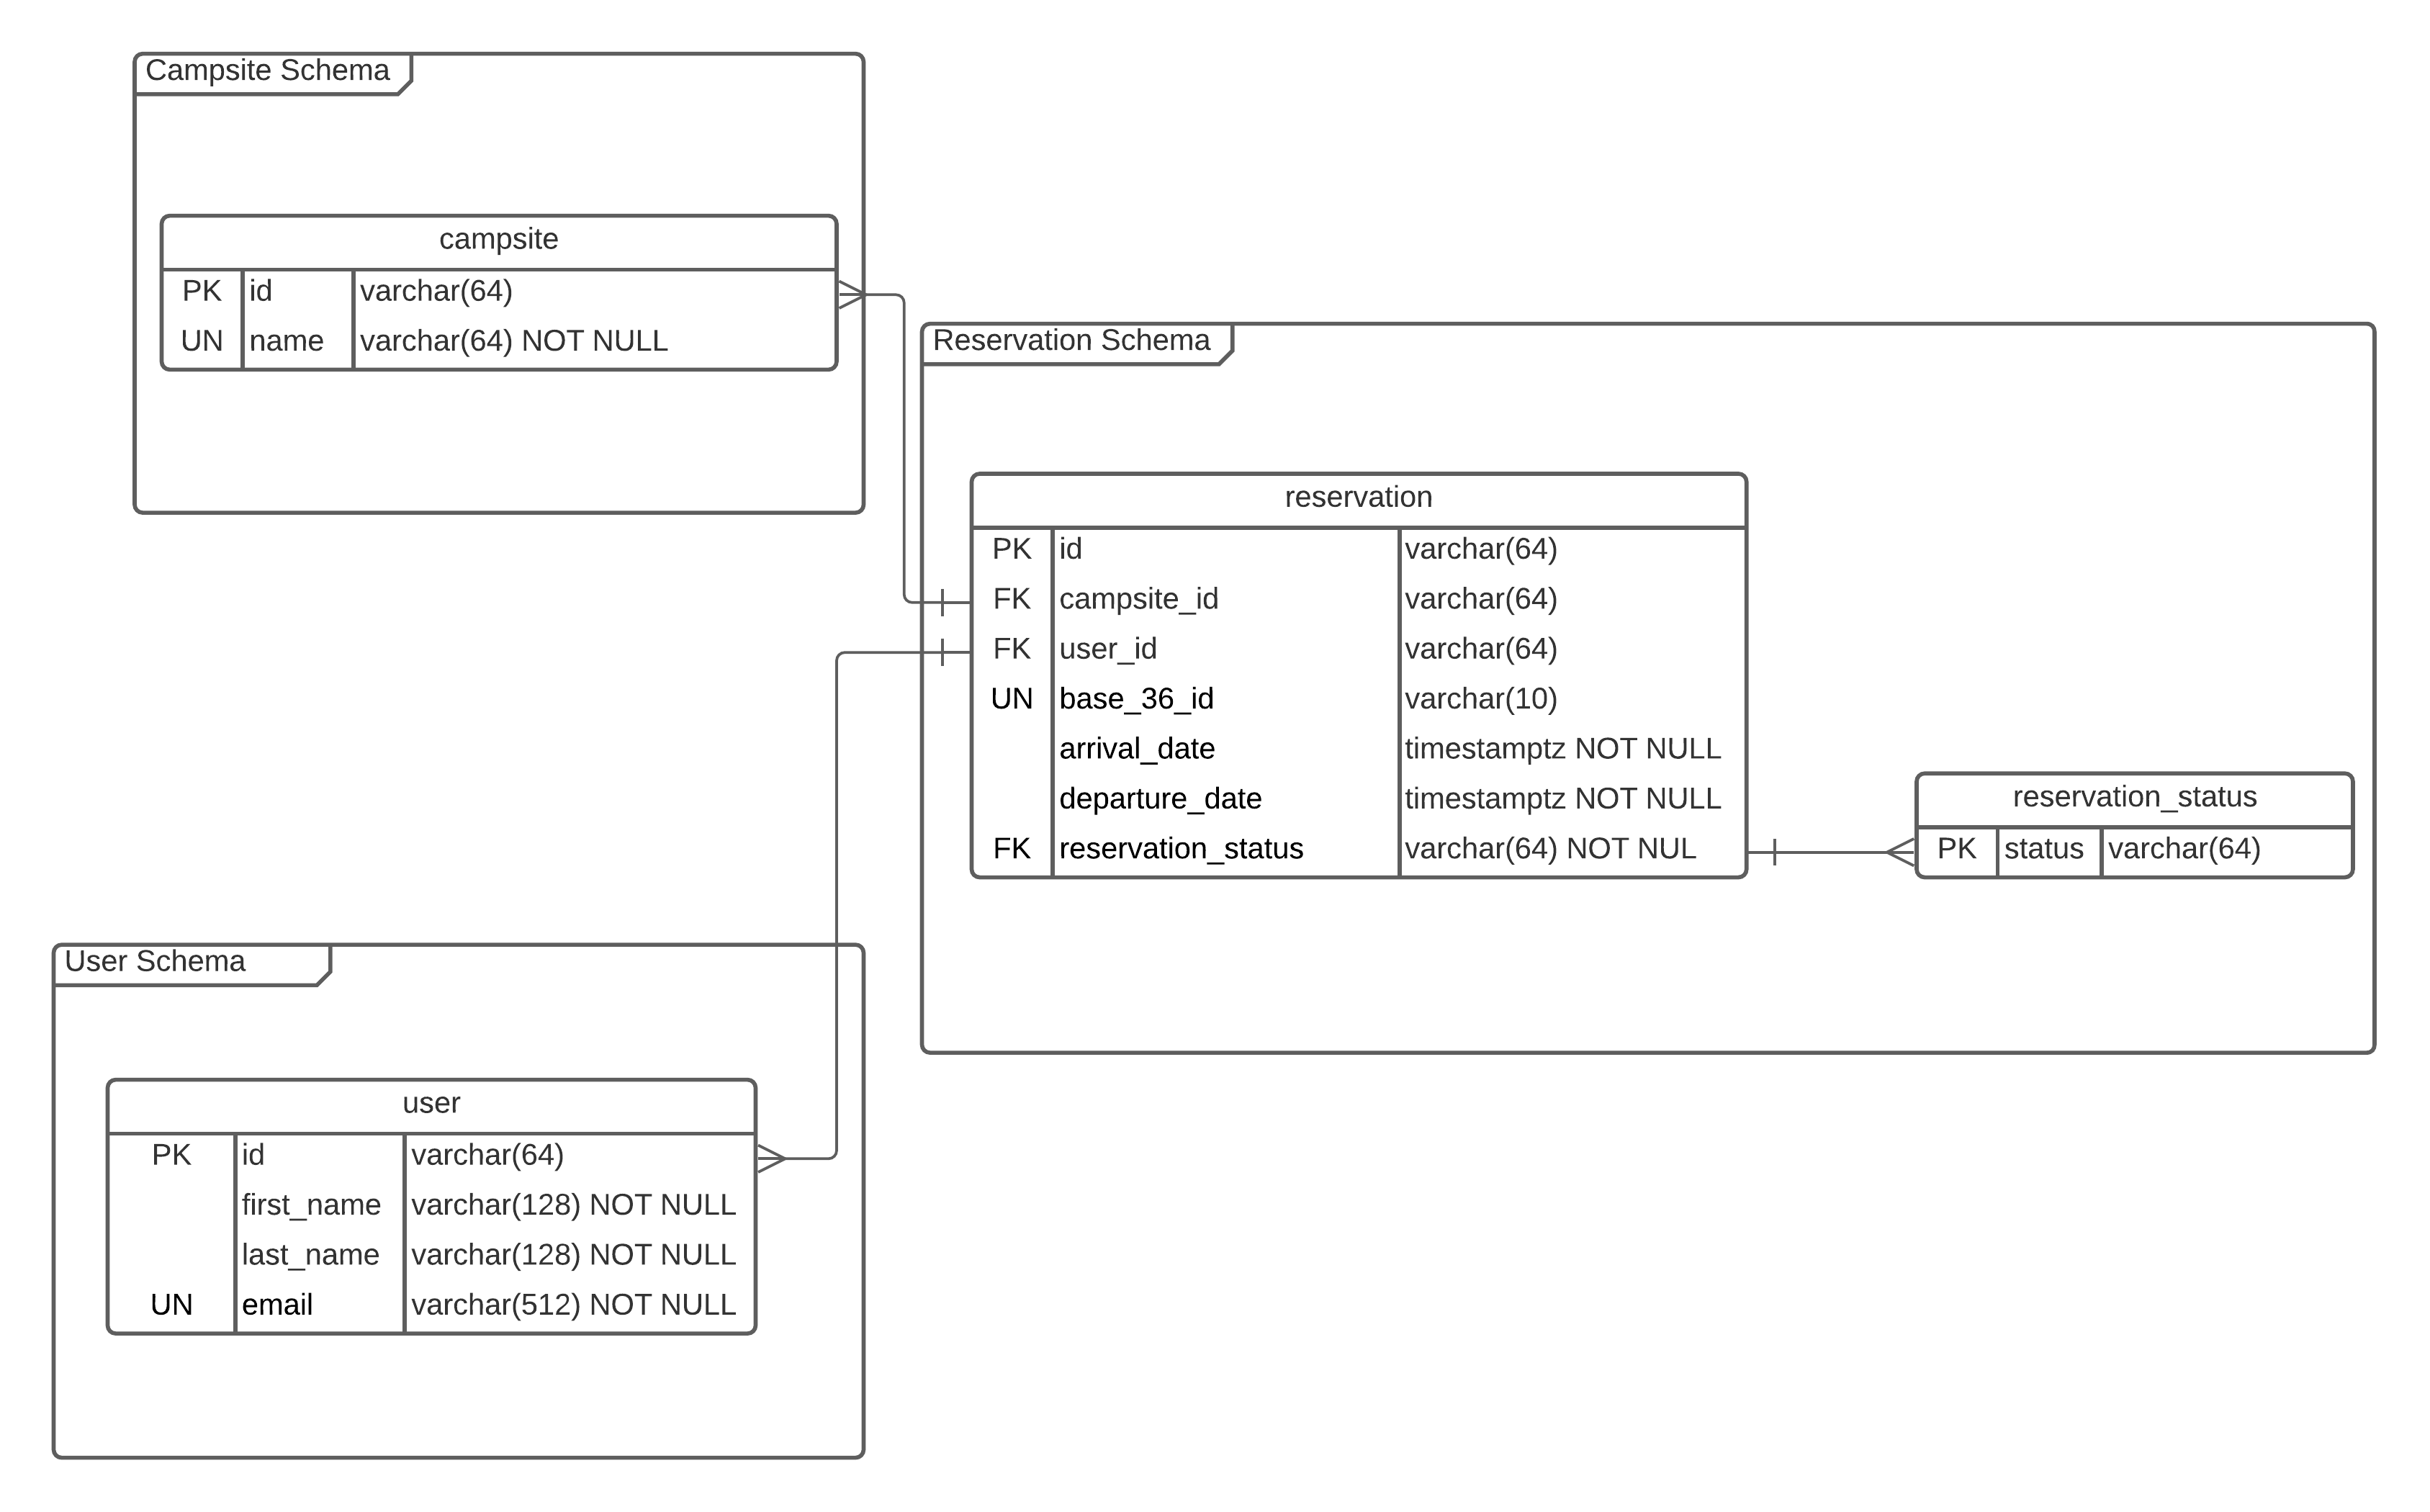 Campsite Schema
campsite
PK id varchar(64)
UN name varchar(64) NOT NULL
Reservation Schema
reservation
PK id varchar(64)
FK campsite_id varchar(64)
FK user_id varchar(64)
UN base_36_id varchar(10)
arrival_date timestamptz NOT NULL
departure_date timestamptz NOT NULL
FK reservation_status varchar(64) NOT NUL
reservation_status
PK status varchar(64)
User Schema
user
PK id varchar(64)
first_name varchar(128) NOT NULL
last_name varchar(128) NOT NULL
UN email varchar(512) NOT NULL